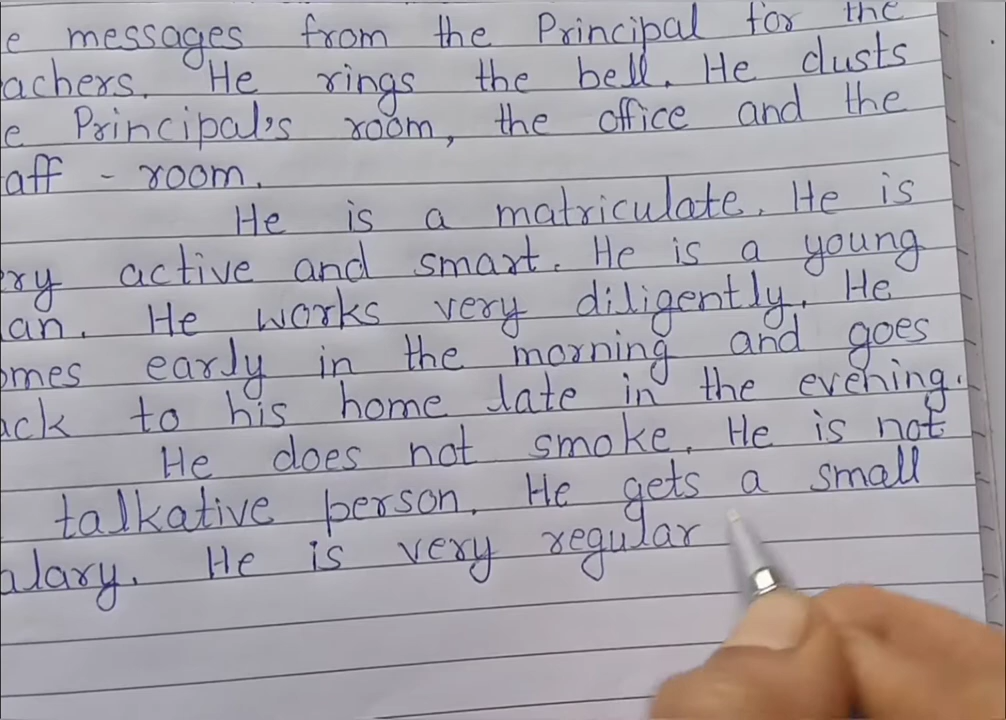 e messages from the Principal for the
achers. He rings the bell. He dusts
e Principal's room, the office and the
aff - room.
He is a matriculate. He is
ery active and smart. He is a young
an. He works very diligently. He
omes early in the morning and goes
ack to his home late in the evening.
He does not smoke. He is not
talkative person. He gets a small
alary. He is very regular